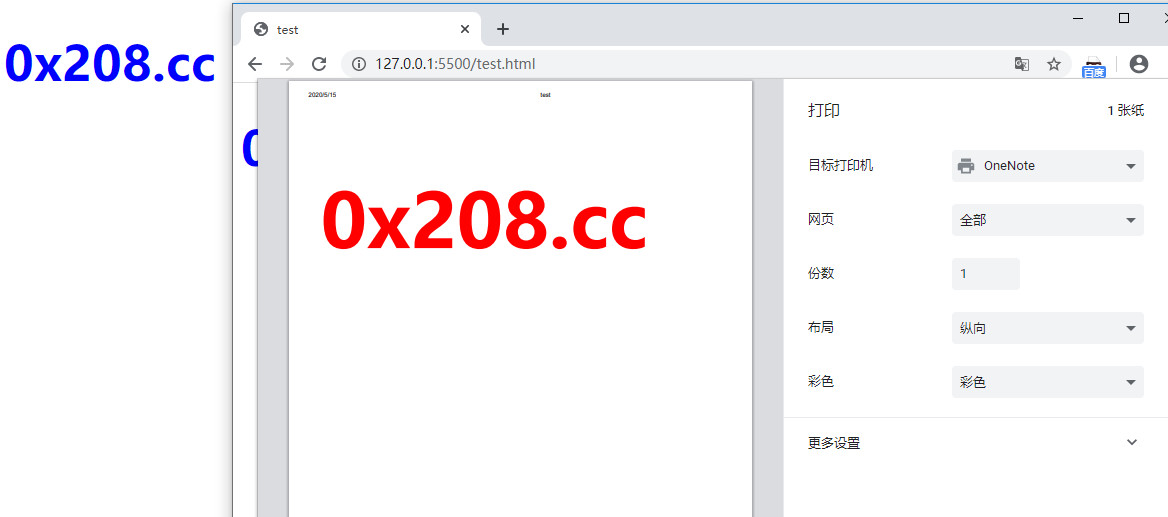 0x208.cc
test
127.0.0.1:5500/test.html
百度
2020/5/15 test
0x208.cc
打印 1 张纸
目标打印机 OneNote
网页 全部
份数 1
布局 纵向
彩色 彩色
更多设置